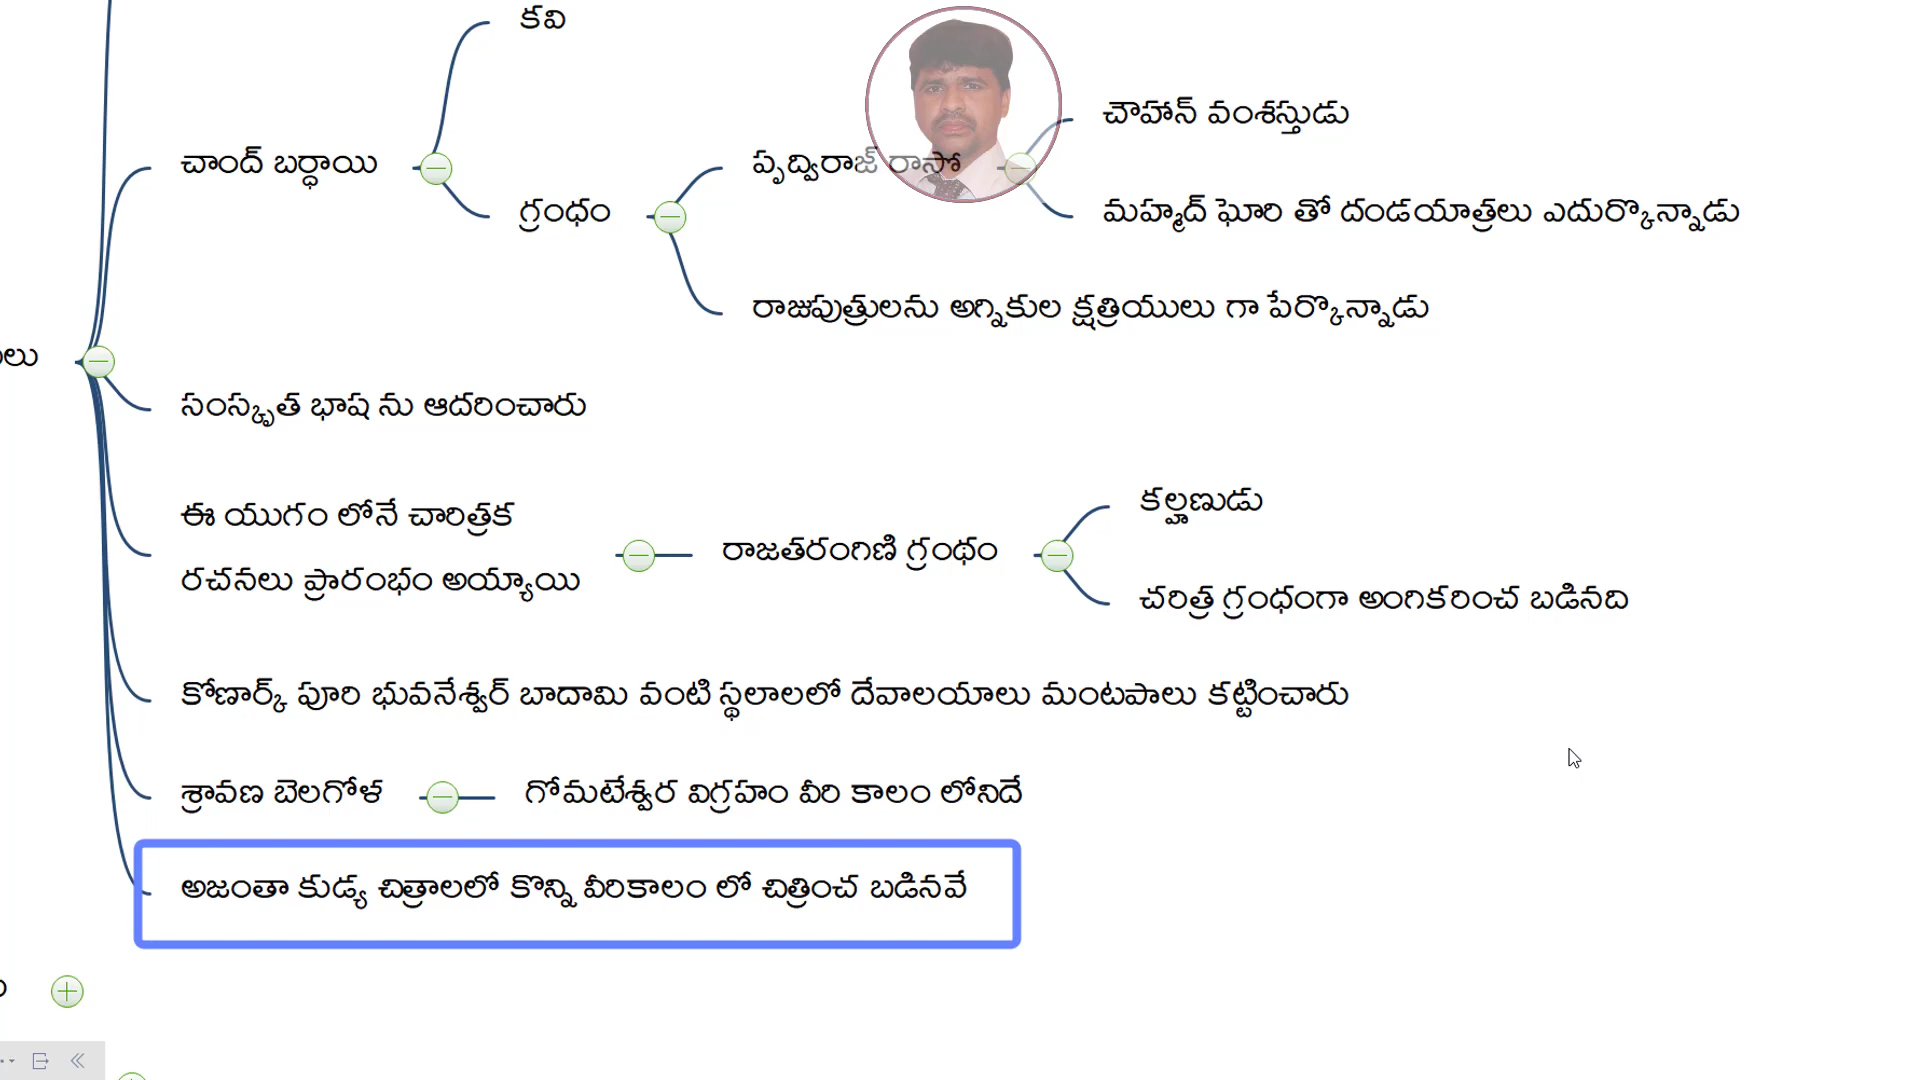 కవి
చాంద్ బర్ధాయి
గ్రంధం
పృద్విరాజ్ రాసో
చౌహాన్ వంశస్తుడు
మహ్మద్ ఘోరి తో దండయాత్రలు ఎదుర్కొన్నాడు
రాజపుత్రులను అగ్నికుల క్షత్రియులు గా పేర్కొన్నాడు
సంస్కృత భాష ను ఆదరించారు
ఈ యుగం లోనే చారిత్రక
రచనలు ప్రారంభం అయ్యాయి
రాజతరంగిణి గ్రంథం
కల్హణుడు
చరిత్ర గ్రంధంగా అంగికరించ బడినది
కోణార్క్ పూరి భువనేశ్వర్ బాదామి వంటి స్థలాలలో దేవాలయాలు మంటపాలు కట్టించారు
శ్రావణ బెలగోళ
గోమటేశ్వర విగ్రహం వీరి కాలం లోనిదే
అజంతా కుడ్య చిత్రాలలో కొన్ని వీరికాలం లో చిత్రించ బడినవే